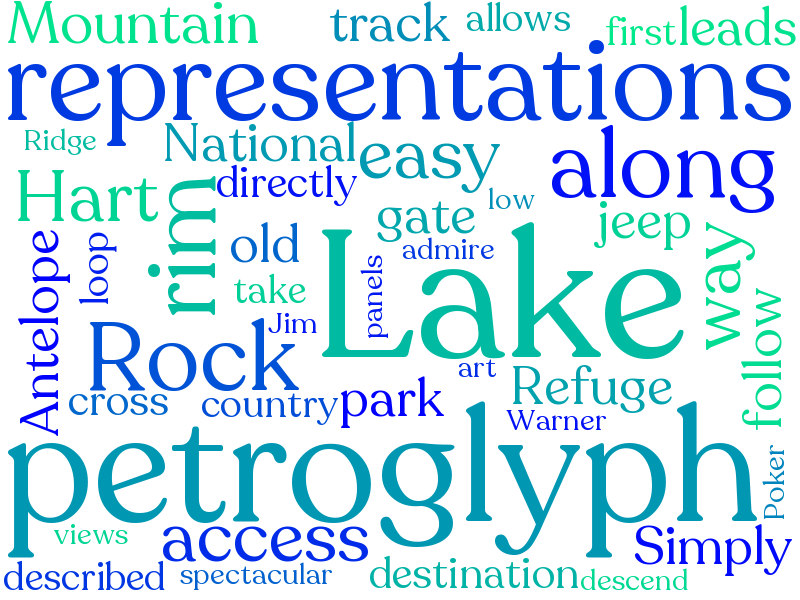 Mountain
track
allows
first
leads
representations
Ridge
National
easy
along
Hart
rim
directly
low
gate
jeep
way
Antelope
loop
old
admire
take
Lake
panels
Jim
Rock
follow
art
cross
country
park
Refuge
Warner
petroglyph
Poker
views
access
Simply
described
spectacular
destination
descend